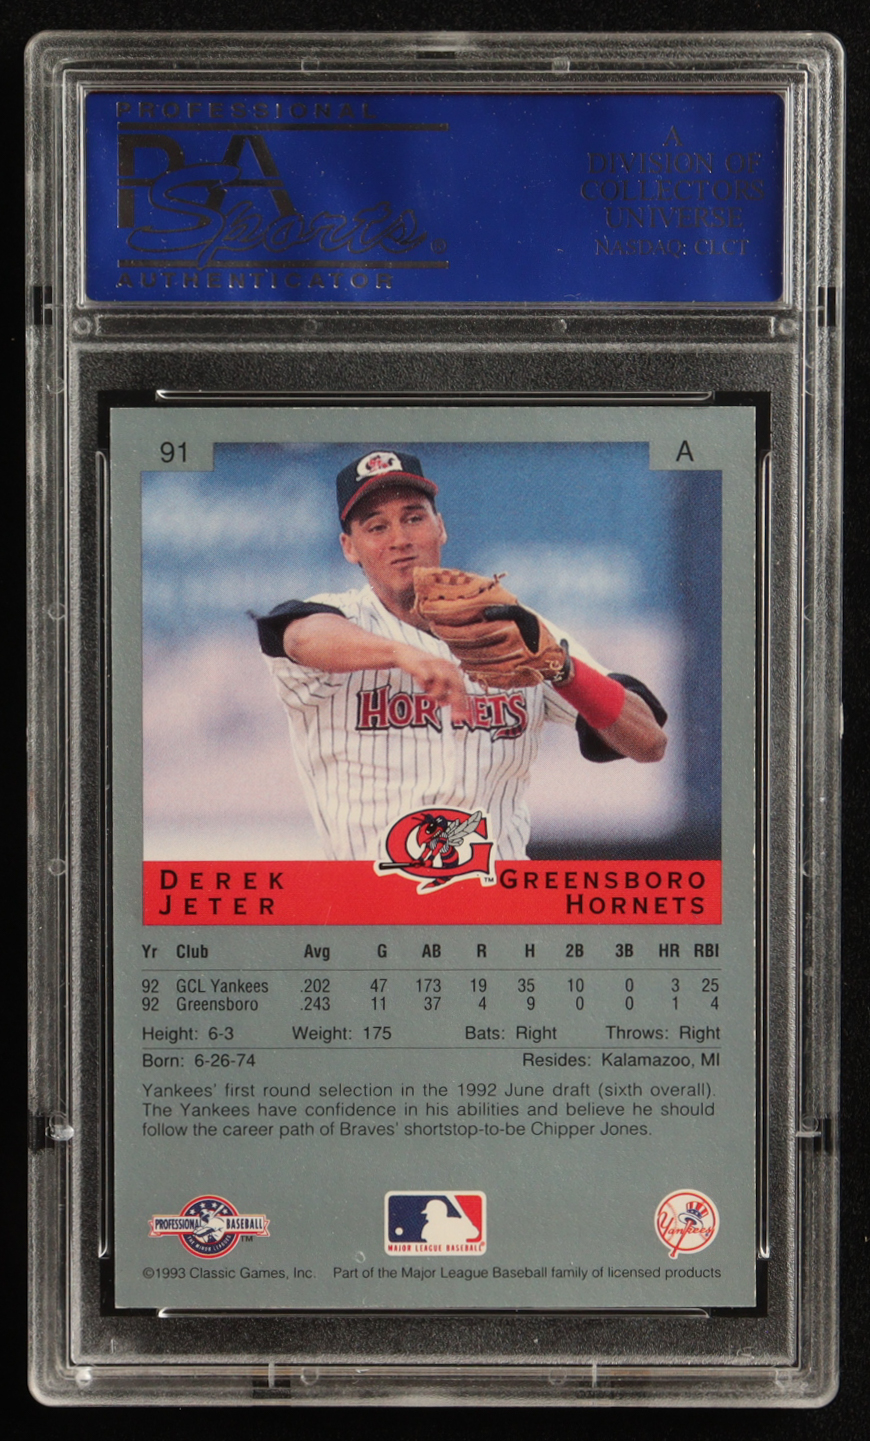 PROFESSIONAL
PSA
Sports®
AUTHENTICATOR
A
DIVISION OF
COLLECTORS
UNIVERSE
NASDAQ: CLCT
91
A
HORNETS
G
DEREK
JETER
™
GREENSBORO
HORNETS
Yr Club Avg G AB R H 2B 3B HR RBI
92 GCL Yankees .202 47 173 19 35 10 0 3 25
92 Greensboro .243 11 37 4 9 0 0 1 4
Height: 6-3 Weight: 175 Bats: Right Throws: Right
Born: 6-26-74 Resides: Kalamazoo, MI
Yankees' first round selection in the 1992 June draft (sixth overall).
The Yankees have confidence in his abilities and believe he should
follow the career path of Braves' shortstop-to-be Chipper Jones.
PROFESSIONAL BASEBALL
THE MINOR LEAGUES
TM
MAJOR LEAGUE BASEBALL
Yankees
©1993 Classic Games, Inc. Part of the Major League Baseball family of licensed products